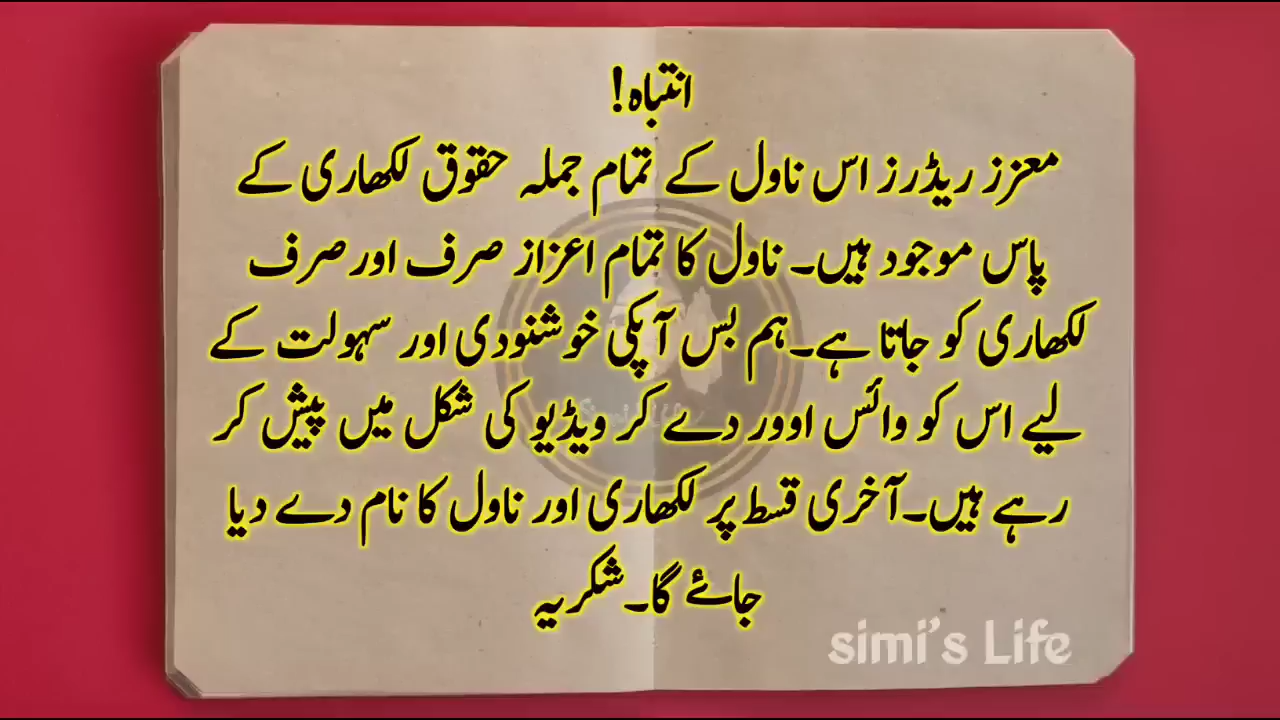 انتباہ!
معزز ریڈرز اس ناول کے تمام جملہ حقوق لکھاری کے
پاس موجود ہیں۔ ناول کا تمام اعزاز صرف اور صرف
لکھاری کو جاتا ہے۔ ہم بس آپکی خوشنودی اور سہولت کے
لیے اس کو وائس اوور دے کر ویڈیو کی شکل میں پیش کر
رہے ہیں۔ آخری قسط پر لکھاری اور ناول کا نام دے دیا
جائے گا۔ شکریہ
simi's Life